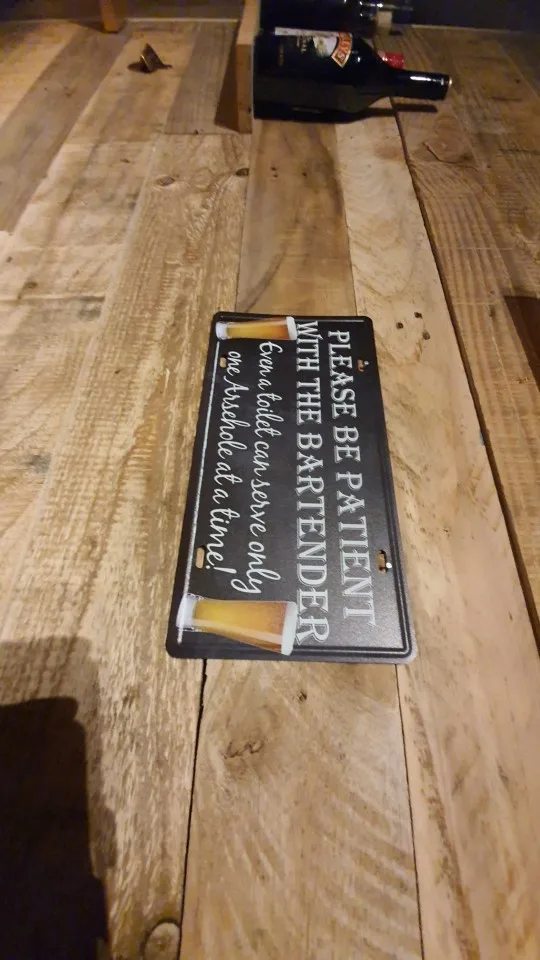 PLEASE BE PATIENT
WITH THE BARTENDER
Even a toilet can serve only
one Arsehole at a time!